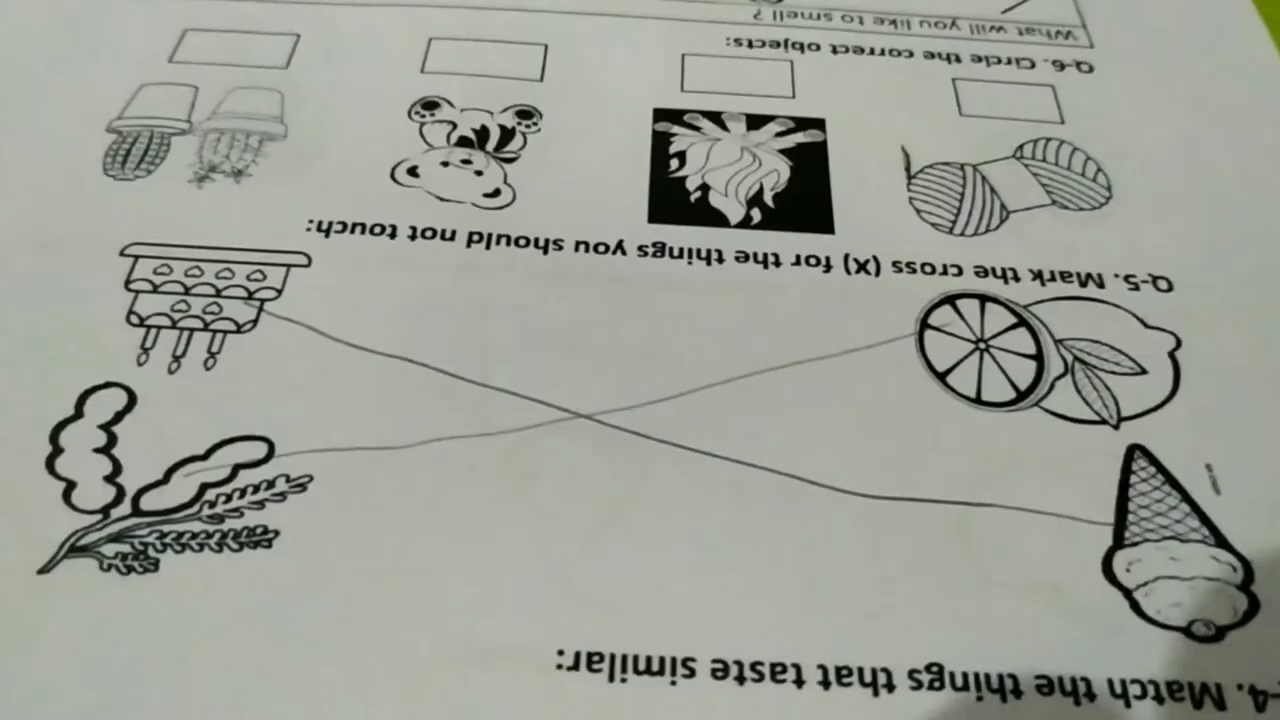 -4. Match the things that taste similar:
Q-5. Mark the cross (X) for the things you should not touch:
Q-6. Circle the correct objects:
What will you like to smell ?